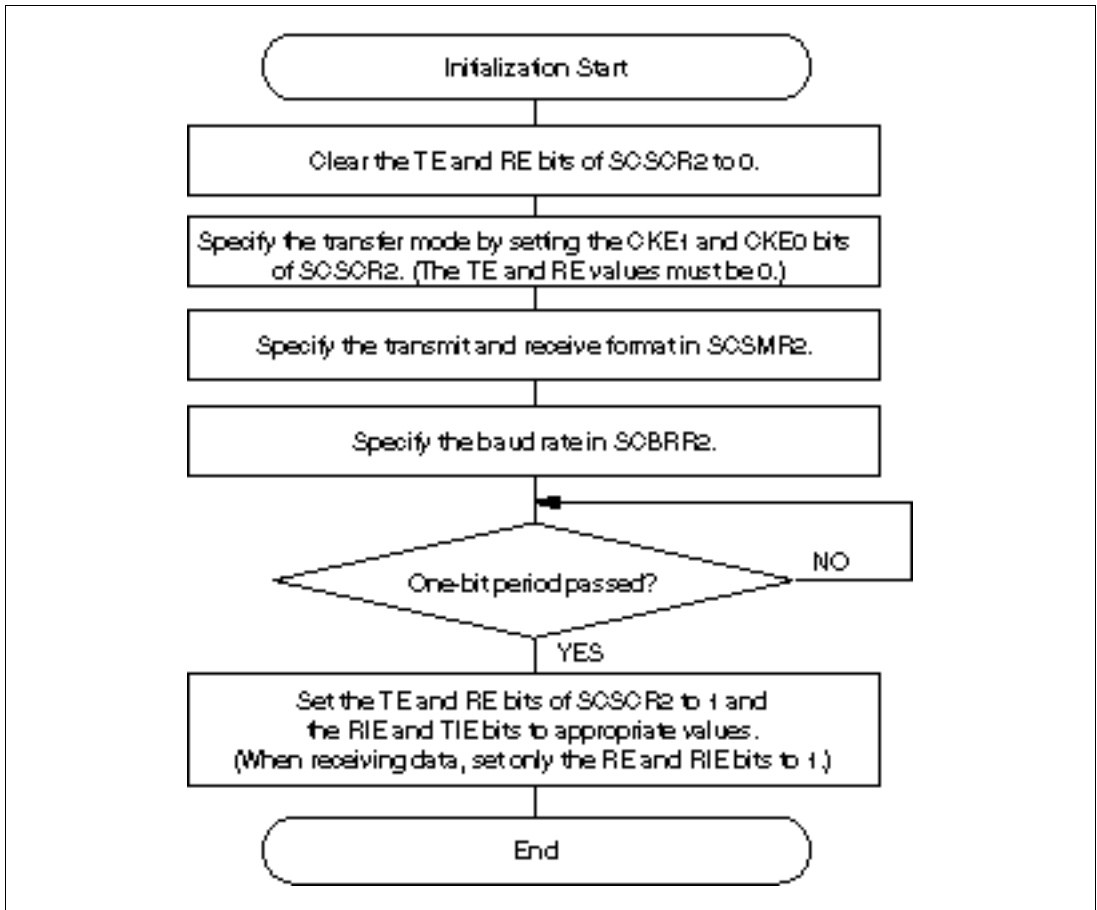 Initialization Start
Clear the TE and RE bits of SCSCR2 to 0.
Specify the transfer mode by setting the CKE1 and CKE0 bits
of SCSCR2. (The TE and RE values must be 0.)
Specify the transmit and receive format in SCSMR2.
Specify the baud rate in SCBRR2.
One-bit period passed?
NO
YES
Set the TE and RE bits of SCSCR2 to 1 and
the RIE and TIE bits to appropriate values.
(When receiving data, set only the RE and RIE bits to 1.)
End